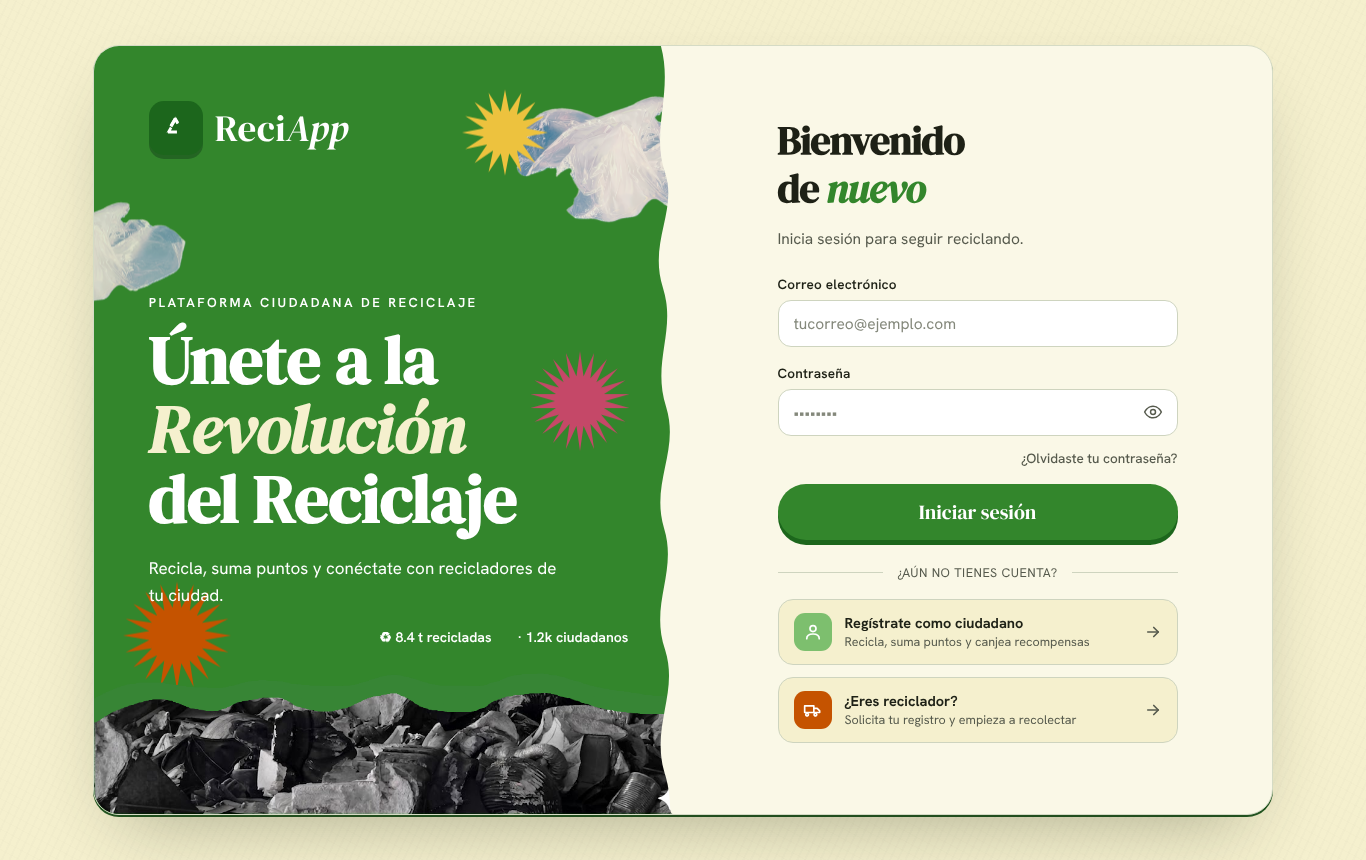 ReciApp
PLATAFORMA CIUDADANA DE RECICLAJE
Únete a la
Revolución
del Reciclaje
Recicla, suma puntos y conéctate con recicladores de
tu ciudad.
♻ 8.4 t recicladas · 1.2k ciudadanos
Bienvenido
de nuevo
Inicia sesión para seguir reciclando.
Correo electrónico
tucorreo@ejemplo.com
Contraseña
••••••••
¿Olvidaste tu contraseña?
Iniciar sesión
¿AÚN NO TIENES CUENTA?
Regístrate como ciudadano
Recicla, suma puntos y canjea recompensas
¿Eres reciclador?
Solicita tu registro y empieza a recolectar